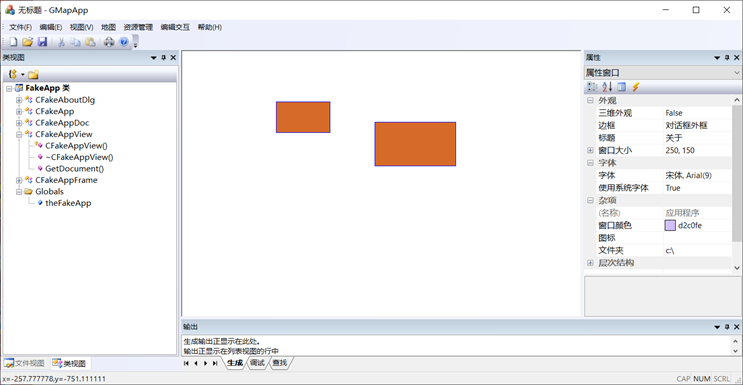 无标题 - GMapApp
文件(F) 编辑(E) 视图(V) 地图 资源管理 编辑交互 帮助(H)
类视图
FakeApp 类
CFakeAboutDlg
CFakeApp
CFakeAppDoc
CFakeAppView
CFakeAppView()
~CFakeAppView()
GetDocument()
CFakeAppFrame
Globals
theFakeApp
文件视图 类视图
输出
生成输出正显示在此处。
输出正显示在列表视图的行中
生成 调试 查找
属性
属性窗口
外观
三维外观 False
边框 对话框外框
标题 关于
窗口大小 250, 150
字体
字体 宋体, Arial(9)
使用系统字体 True
杂项
(名称) 应用程序
窗口颜色 d2c0fe
图标
文件夹 c:\
层次结构
x=-257.777778,y=-751.111111
CAP NUM SCRL